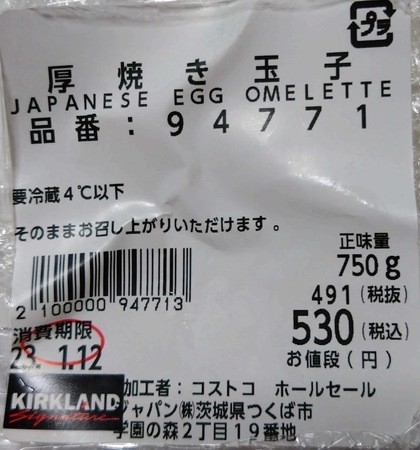 プラ
厚焼き玉子
JAPANESE EGG OMELETTE
品番:94771
要冷蔵4℃以下
そのままお召し上がりいただけます。
正味量
750g
2 100000 947713
491(税抜)
530(税込)
お値段(円)
消費期限
23. 1.12
KIRKLAND
Signature
加工者:コストコ ホールセール
ジャパン㈱茨城県つくば市
学園の森2丁目19番地